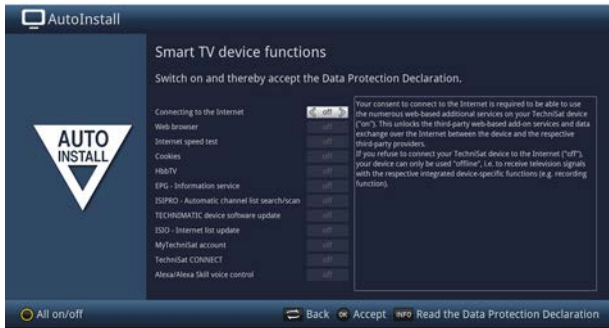 AutoInstall
Smart TV device functions
Switch on and thereby accept the Data Protection Declaration.
AUTO
INSTALL
Connecting to the Internet off
Web browser off
Internet speed test off
Cookies off
HbbTV off
EPG - Information service off
ISIPRO - Automatic channel list search/scan off
TECHNIMATIC device software update off
ISIO - Internet list update off
MyTechniSat account off
TechniSat CONNECT off
Alexa/Alexa Skill voice control off
Your consent to connect to the Internet is required to be able to use
the numerous web-based additional services on your TechniSat device
("on"). This unlocks the third-party web-based add-on services and data
exchange over the Internet between the device and the respective
third-party providers.
If you refuse to connect your TechniSat device to the Internet ("off"),
your device can only be used "offline", i.e. to receive television signals
with the respective integrated device-specific functions (e.g. recording
function).
All on/off Back OK Accept INFO Read the Data Protection Declaration